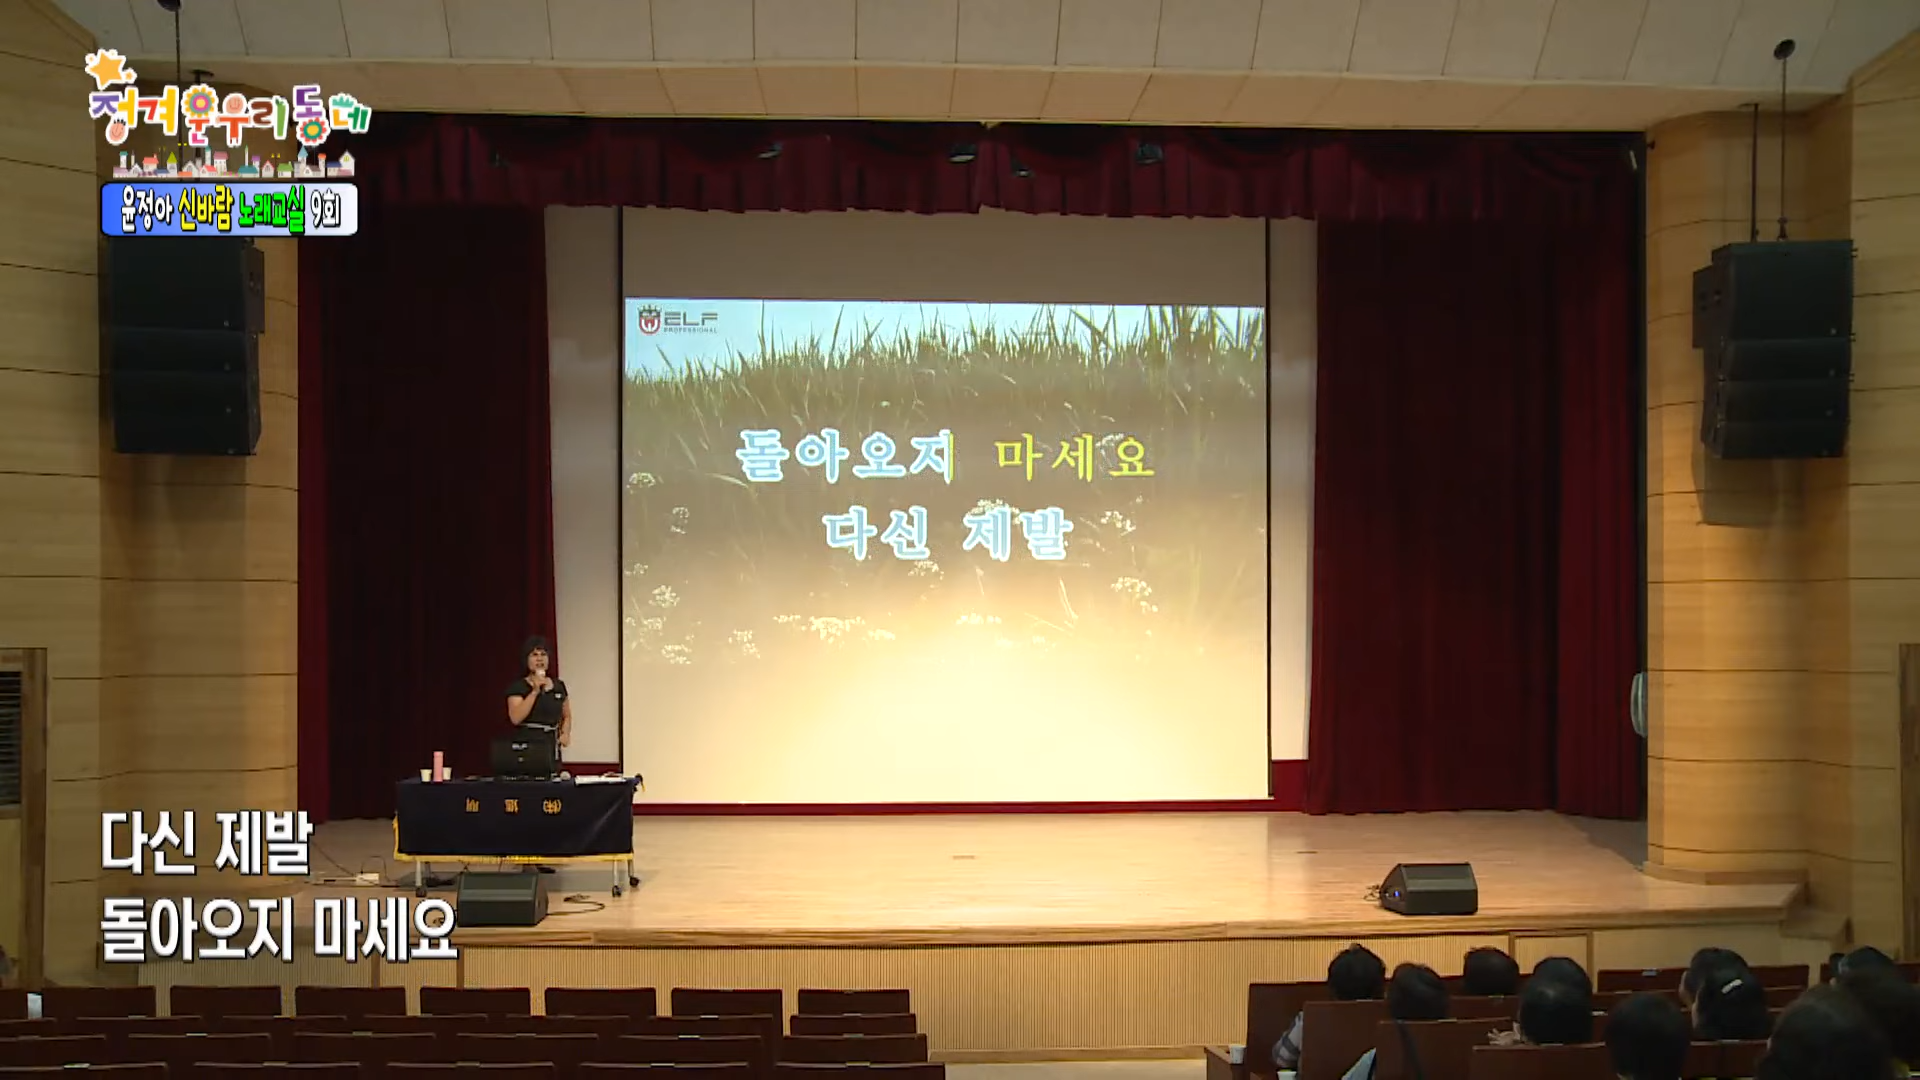 정겨운우리동네
윤정아 신바람 노래교실 9회
ELF
PROFESSIONAL
돌아오지 마세요
다신 제발
ELF
다신 제발
돌아오지 마세요